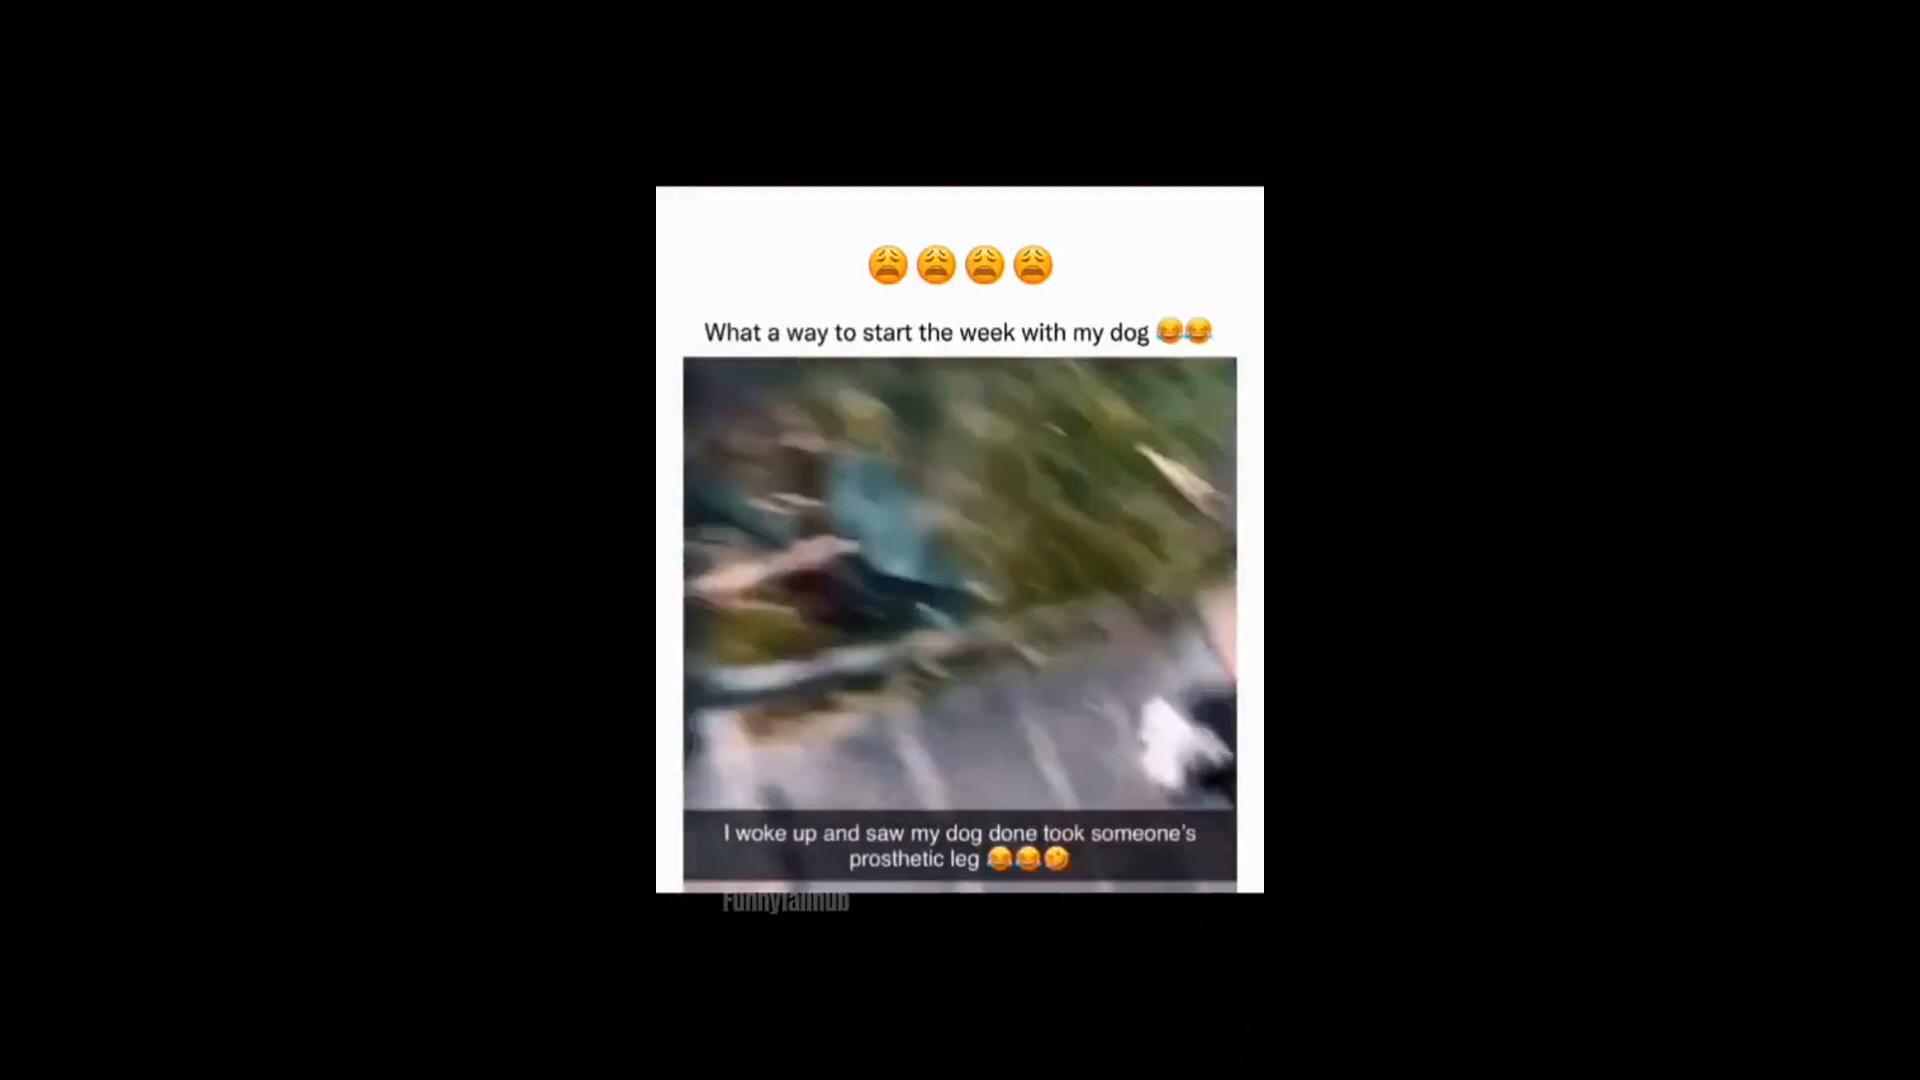 😩😩😩😩
What a way to start the week with my dog 😂😂
I woke up and saw my dog done took someone's
prosthetic leg 😂😂🤣
Funnyfailhub